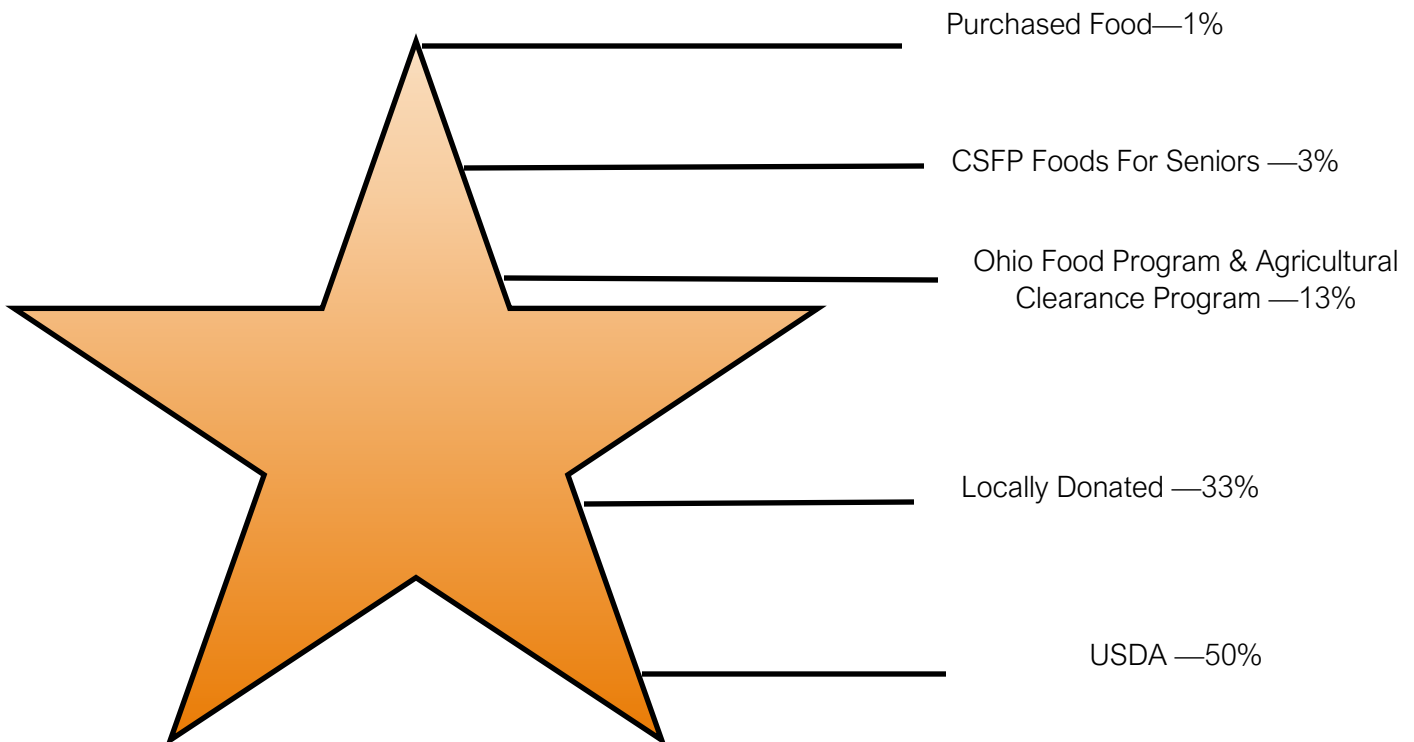 Purchased Food—1%
CSFP Foods For Seniors —3%
Ohio Food Program & Agricultural
Clearance Program —13%
Locally Donated —33%
USDA —50%